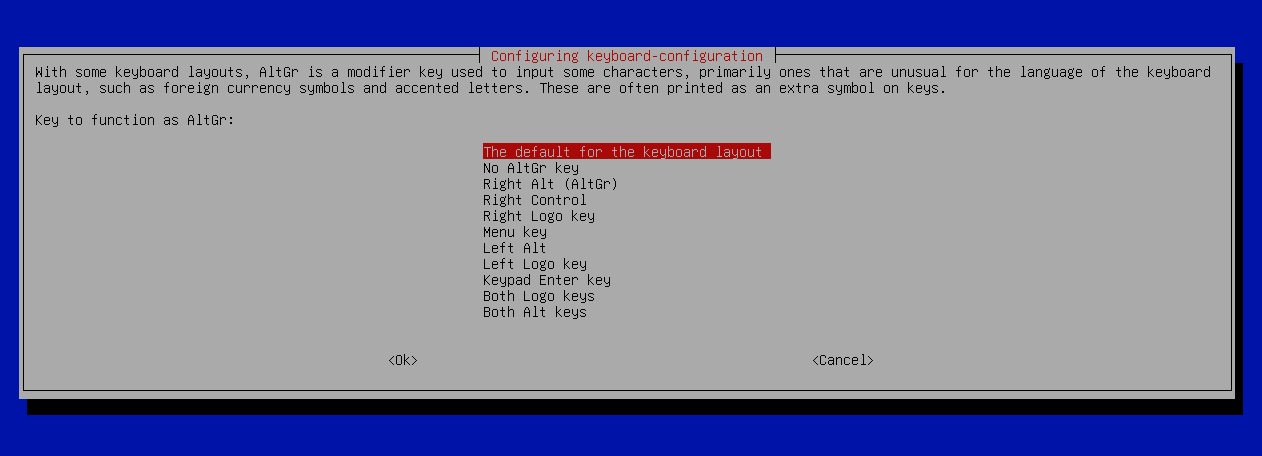 Configuring keyboard-configuration
With some keyboard layouts, AltGr is a modifier key used to input some characters, primarily ones that are unusual for the language of the keyboard
layout, such as foreign currency symbols and accented letters. These are often printed as an extra symbol on keys.
Key to function as AltGr:
The default for the keyboard layout
No AltGr key
Right Alt (AltGr)
Right Control
Right Logo key
Menu key
Left Alt
Left Logo key
Keypad Enter key
Both Logo keys
Both Alt keys
<Ok> <Cancel>